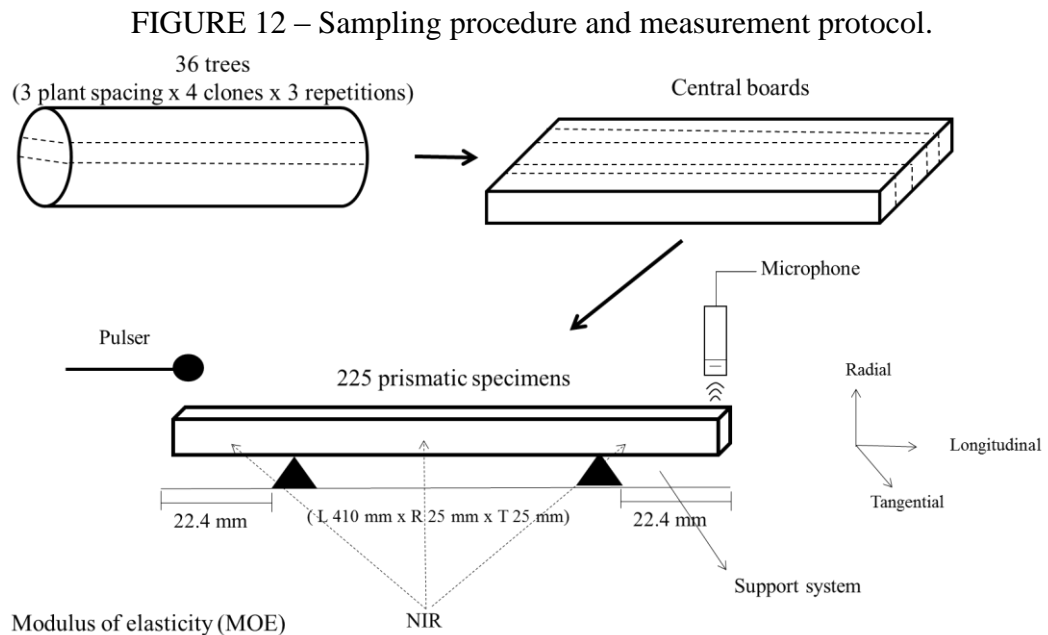 FIGURE 12 – Sampling procedure and measurement protocol.
36 trees
(3 plant spacing x 4 clones x 3 repetitions)
Central boards
Microphone
Pulser
225 prismatic specimens
Radial
Longitudinal
Tangential
22.4 mm
( L 410 mm x R 25 mm x T 25 mm)
22.4 mm
Support system
NIR
Modulus of elasticity (MOE)